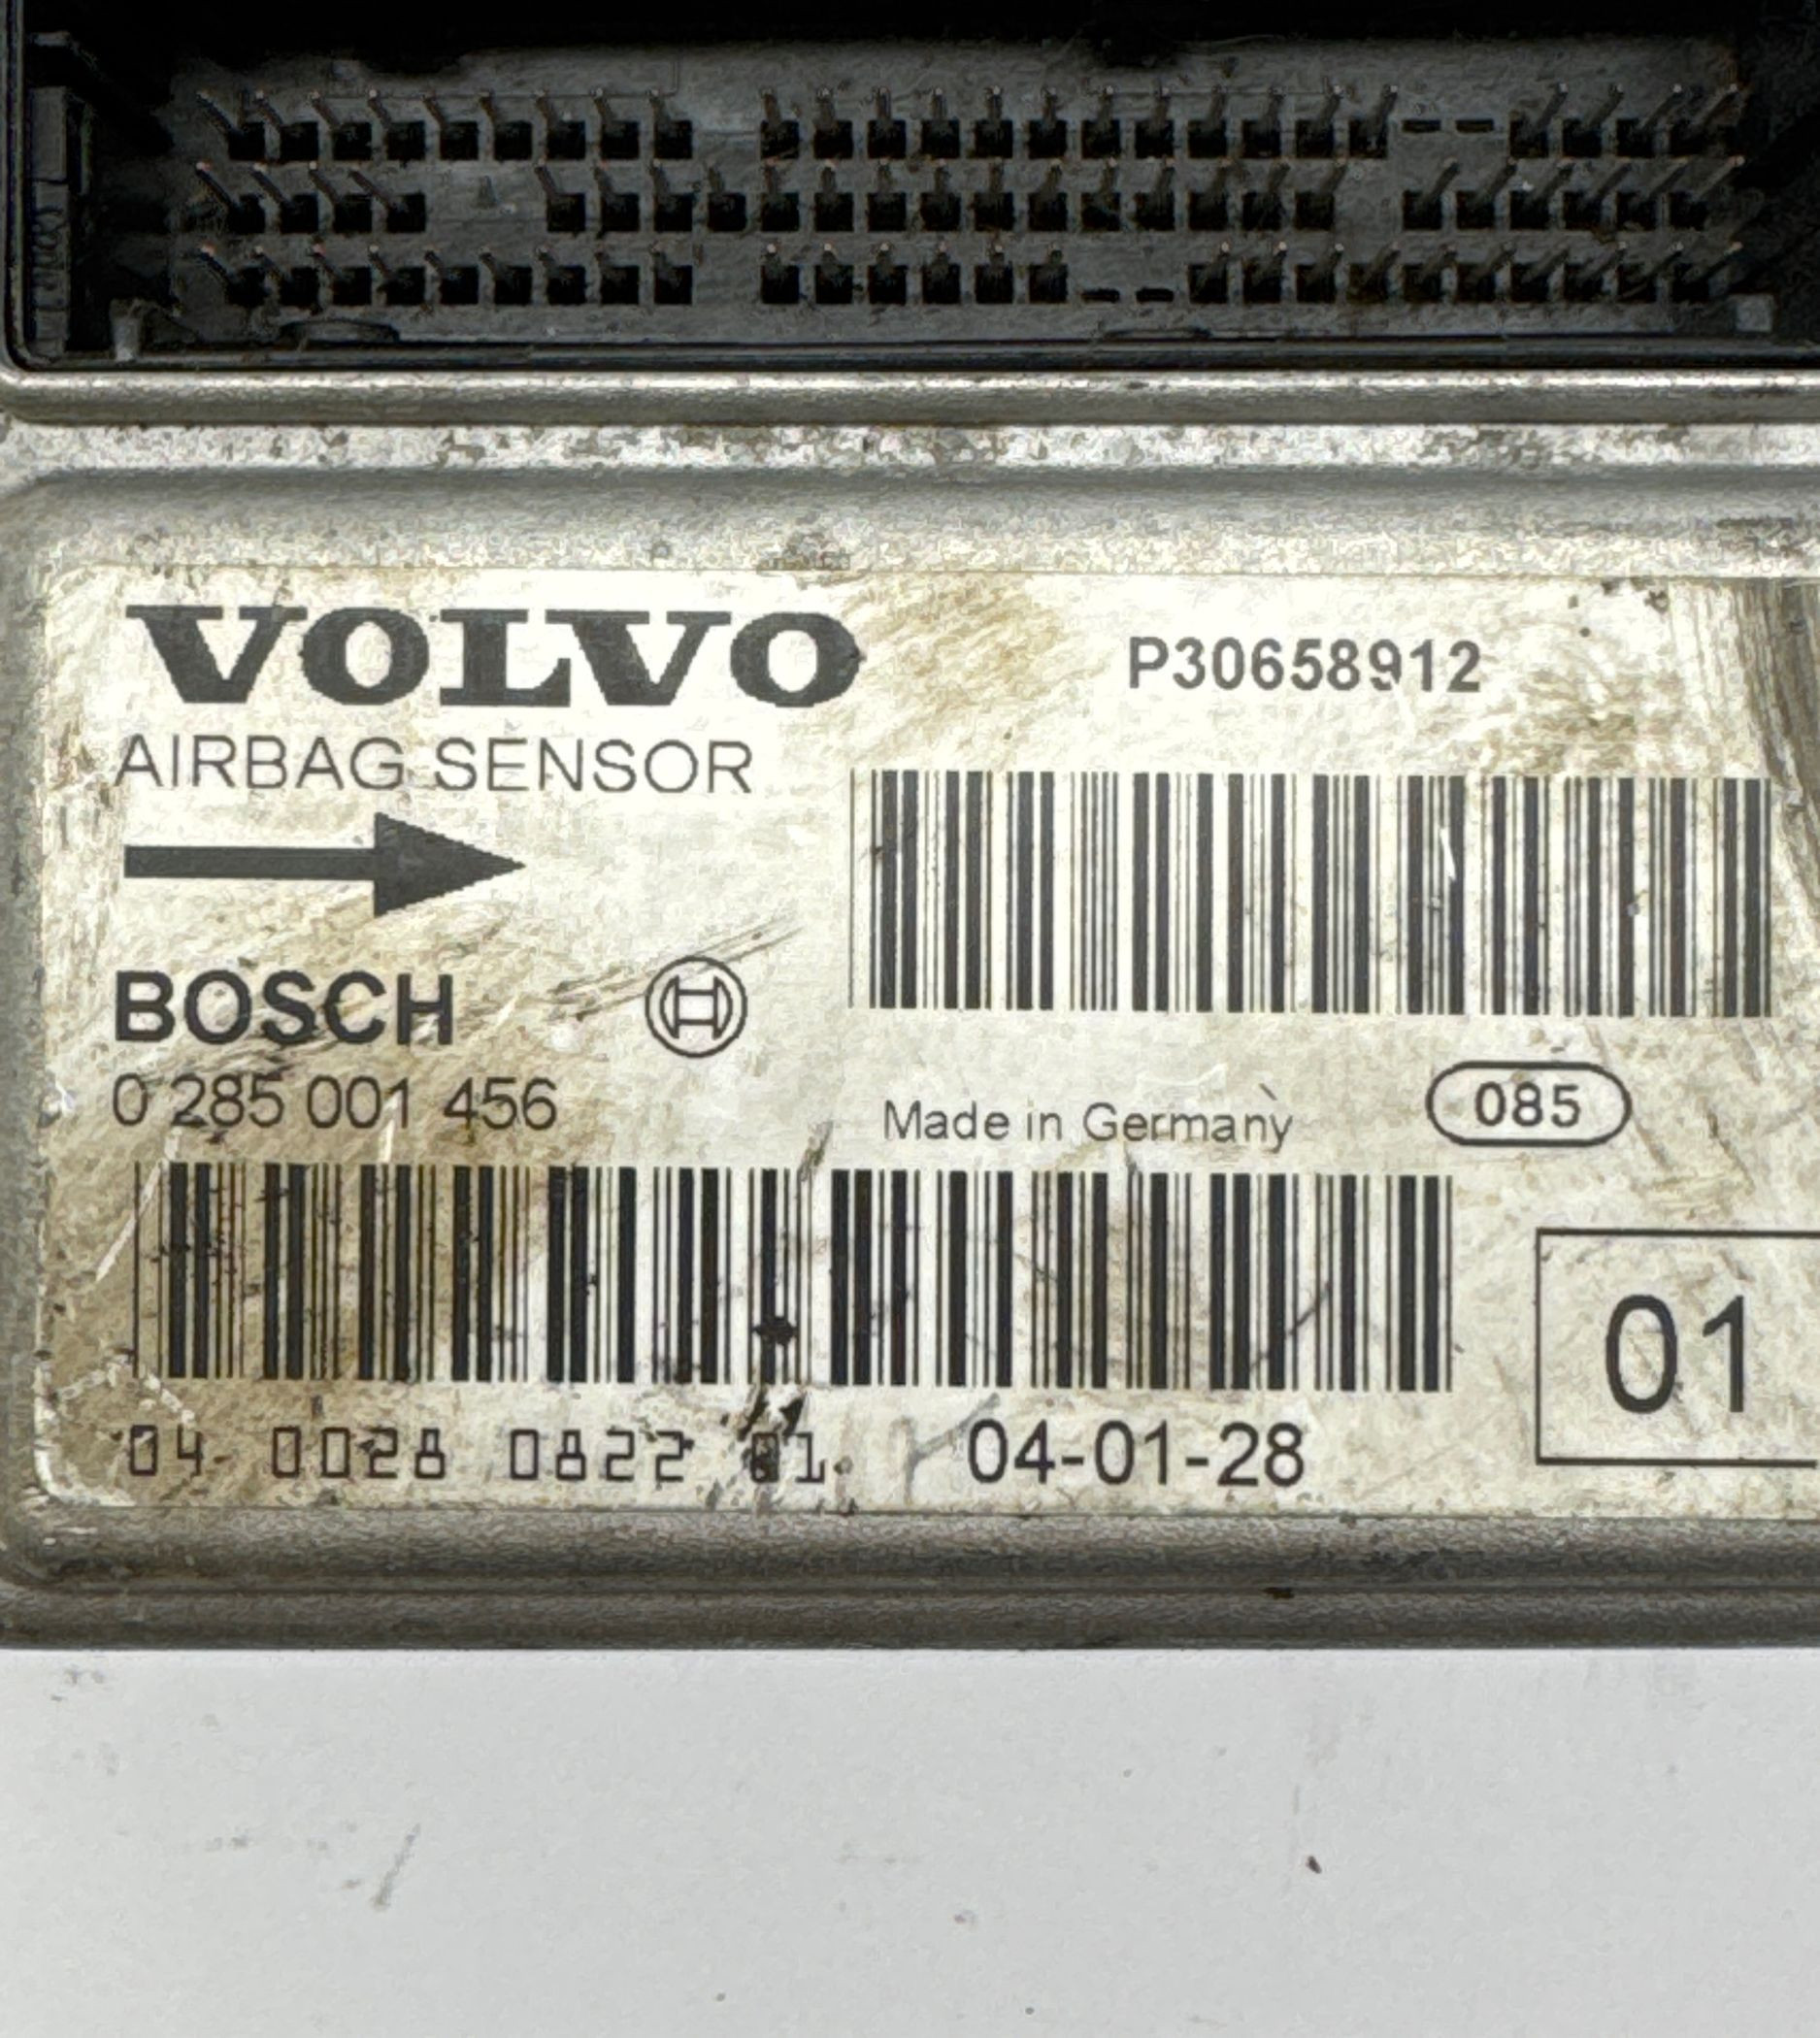 VOLVO
P30658912
AIRBAG SENSOR
BOSCH
0 285 001 456
Made in Germany
085
01
04 0028 0822 01
04-01-28